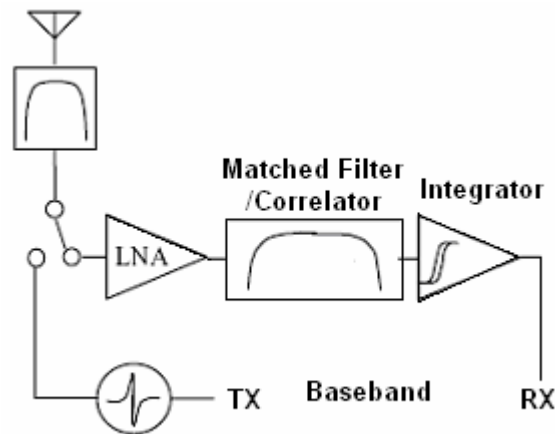 Matched Filter
/Correlator
Integrator
LNA
TX
Baseband
RX